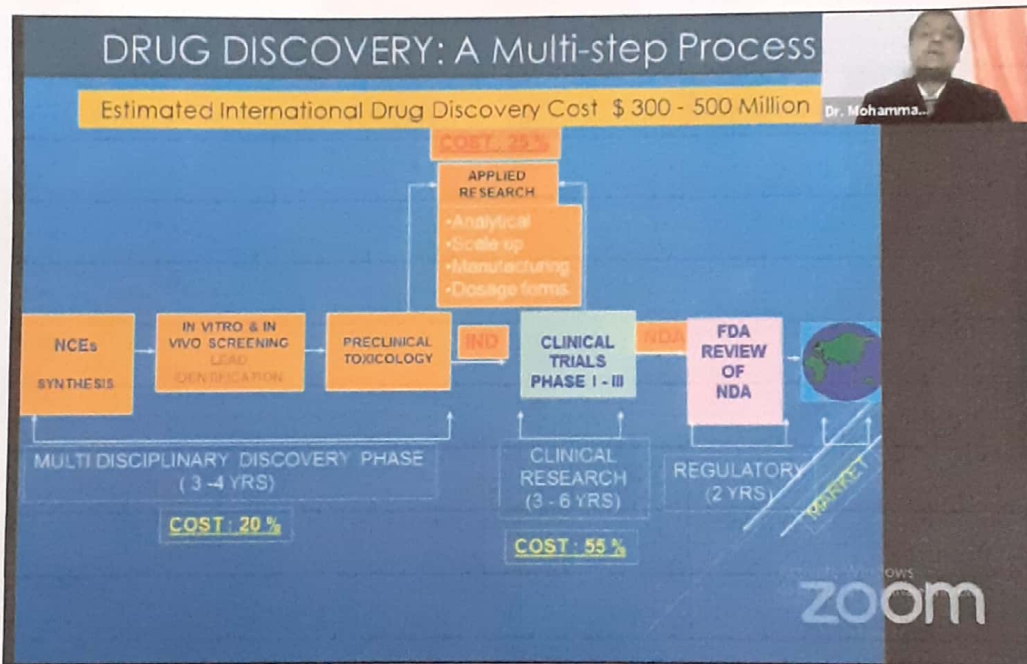 DRUG DISCOVERY: A Multi-step Process
Estimated International Drug Discovery Cost $ 300 - 500 Million
Dr. Mohamma...
COST : 25 %
APPLIED
RESEARCH
•Analytical
•Scale up
•Manufacturing
•Dosage forms
NCEs
SYNTHESIS
IN VITRO & IN
VIVO SCREENING
LEAD
IDENTIFICATION
PRECLINICAL
TOXICOLOGY
IND
CLINICAL
TRIALS
PHASE I - III
NDA
FDA
REVIEW
OF
NDA
MULTI DISCIPLINARY DISCOVERY PHASE
( 3 -4 YRS)
COST : 20 %
CLINICAL
RESEARCH
(3 - 6 YRS)
COST : 55 %
REGULATORY
(2 YRS)
MARKET
Windows
zoom